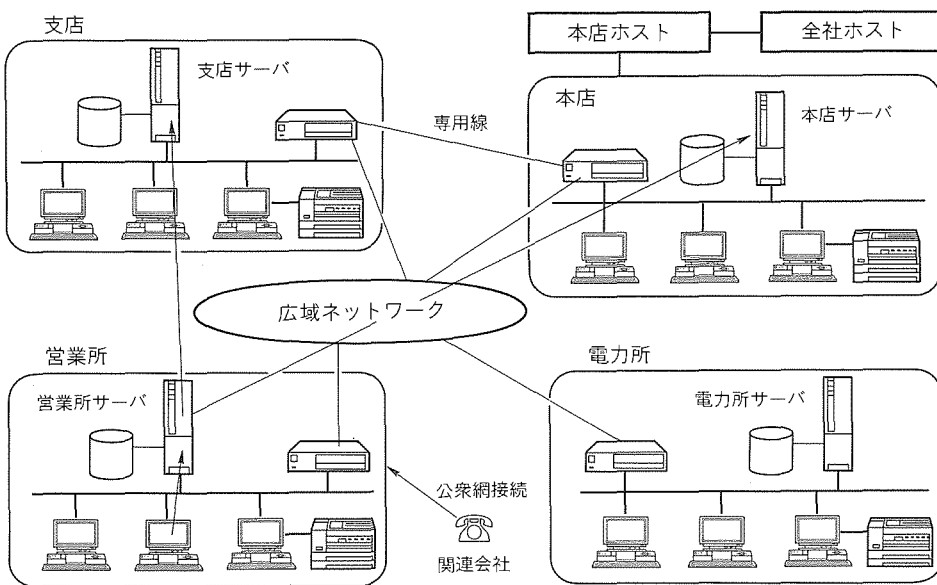 支店
支店サーバ
本店ホスト
全社ホスト
本店
本店サーバ
専用線
広域ネットワーク
営業所
営業所サーバ
公衆網接続
関連会社
電力所
電力所サーバ